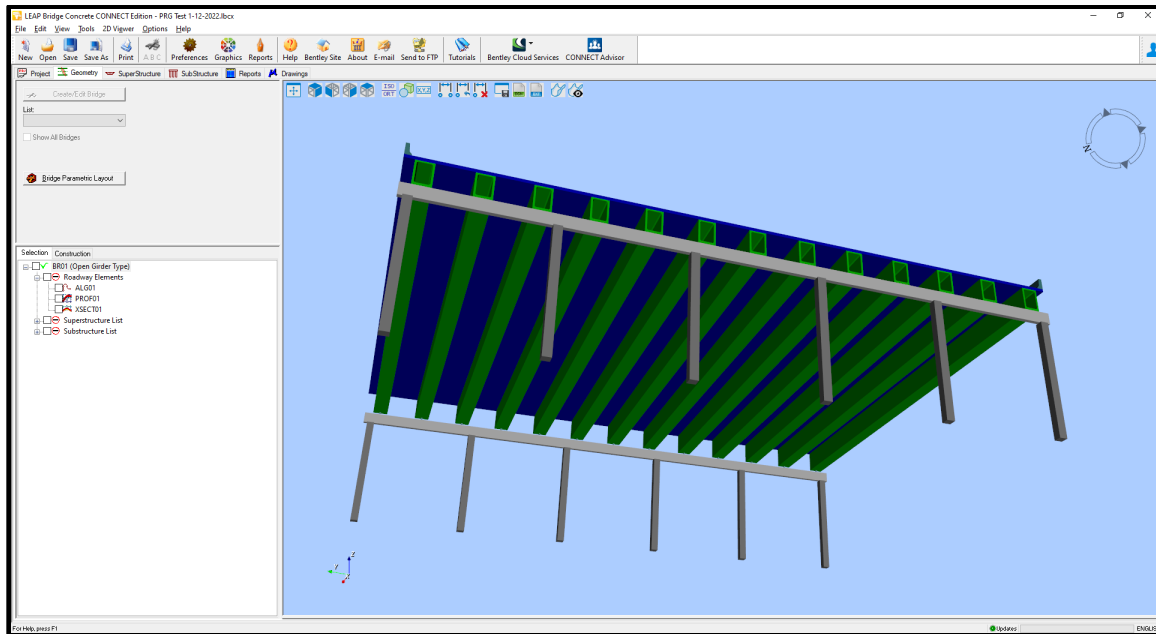 LEAP Bridge Concrete CONNECT Edition - PRG Test 1-12-2022.lbcx
File Edit View Tools 2D Viewer Options Help
New Open Save Save As Print A B C Preferences Graphics Reports Help Bentley Site About E-mail Send to FTP Tutorials Bentley Cloud Services CONNECT Advisor
Project Geometry SuperStructure SubStructure Reports Drawings
Create/Edit Bridge
List:
Show All Bridges
Bridge Parametric Layout
ISO
ORT
XYZ
N
Selection Construction
BR01 (Open Girder Type)
Roadway Elements
ALG01
PROF01
XSECT01
Superstructure List
Substructure List
z
y
x
For Help, press F1
Updates
ENGLIS